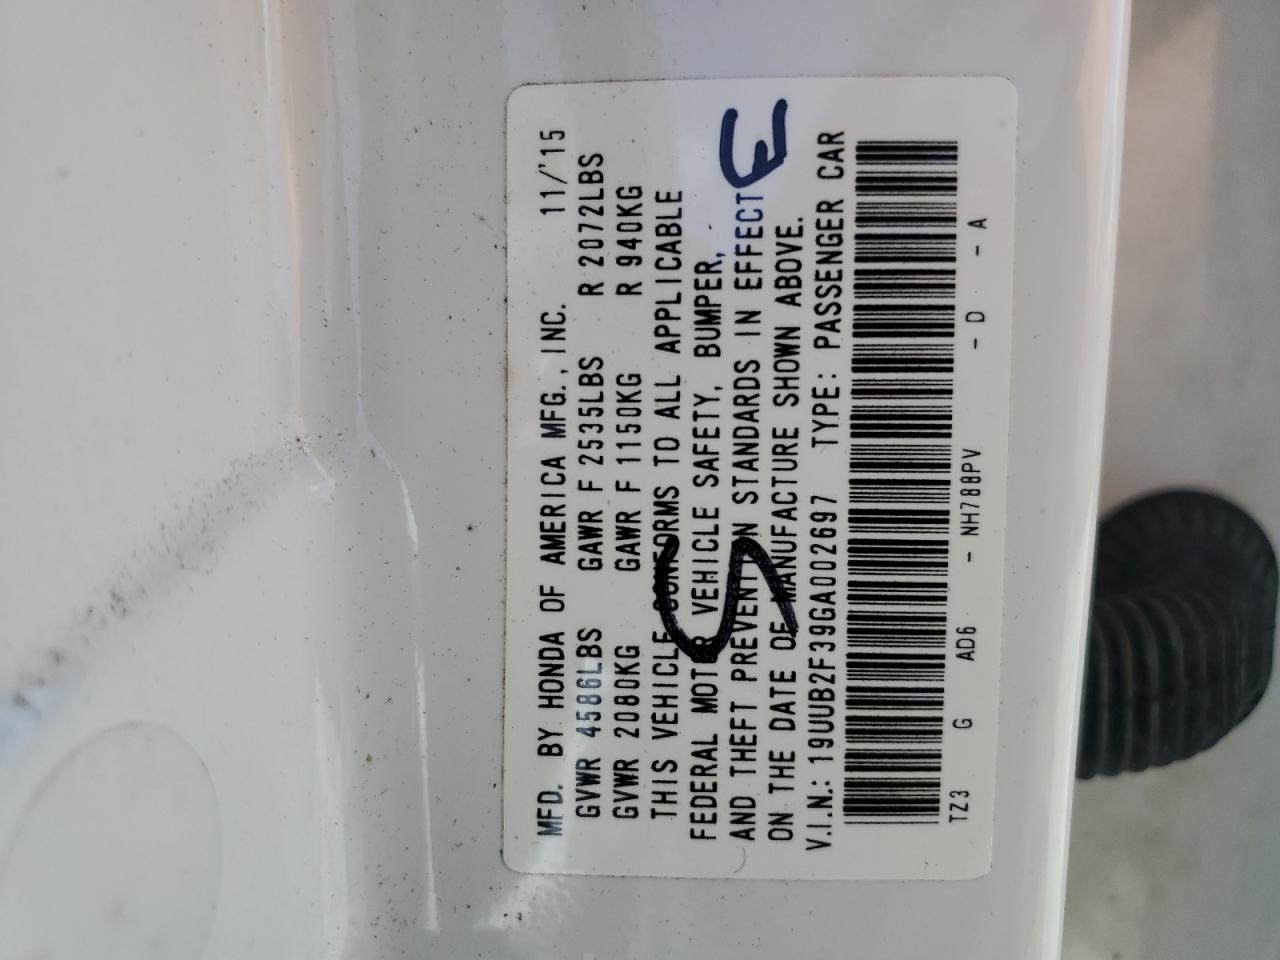 MFD. BY HONDA OF AMERICA MFG., INC. 11/'15
GVWR 4586LBS GAWR F 2535LBS R 2072LBS
GVWR 2080KG GAWR F 1150KG R 940KG
THIS VEHICLE CONFORMS TO ALL APPLICABLE
FEDERAL MOTOR VEHICLE SAFETY, BUMPER,
AND THEFT PREVENTION STANDARDS IN EFFECT
ON THE DATE OF MANUFACTURE SHOWN ABOVE.
V.I.N.: 19UUB2F39GA002697 TYPE: PASSENGER CAR
TZ3 G AD6 - NH788PV - D - A